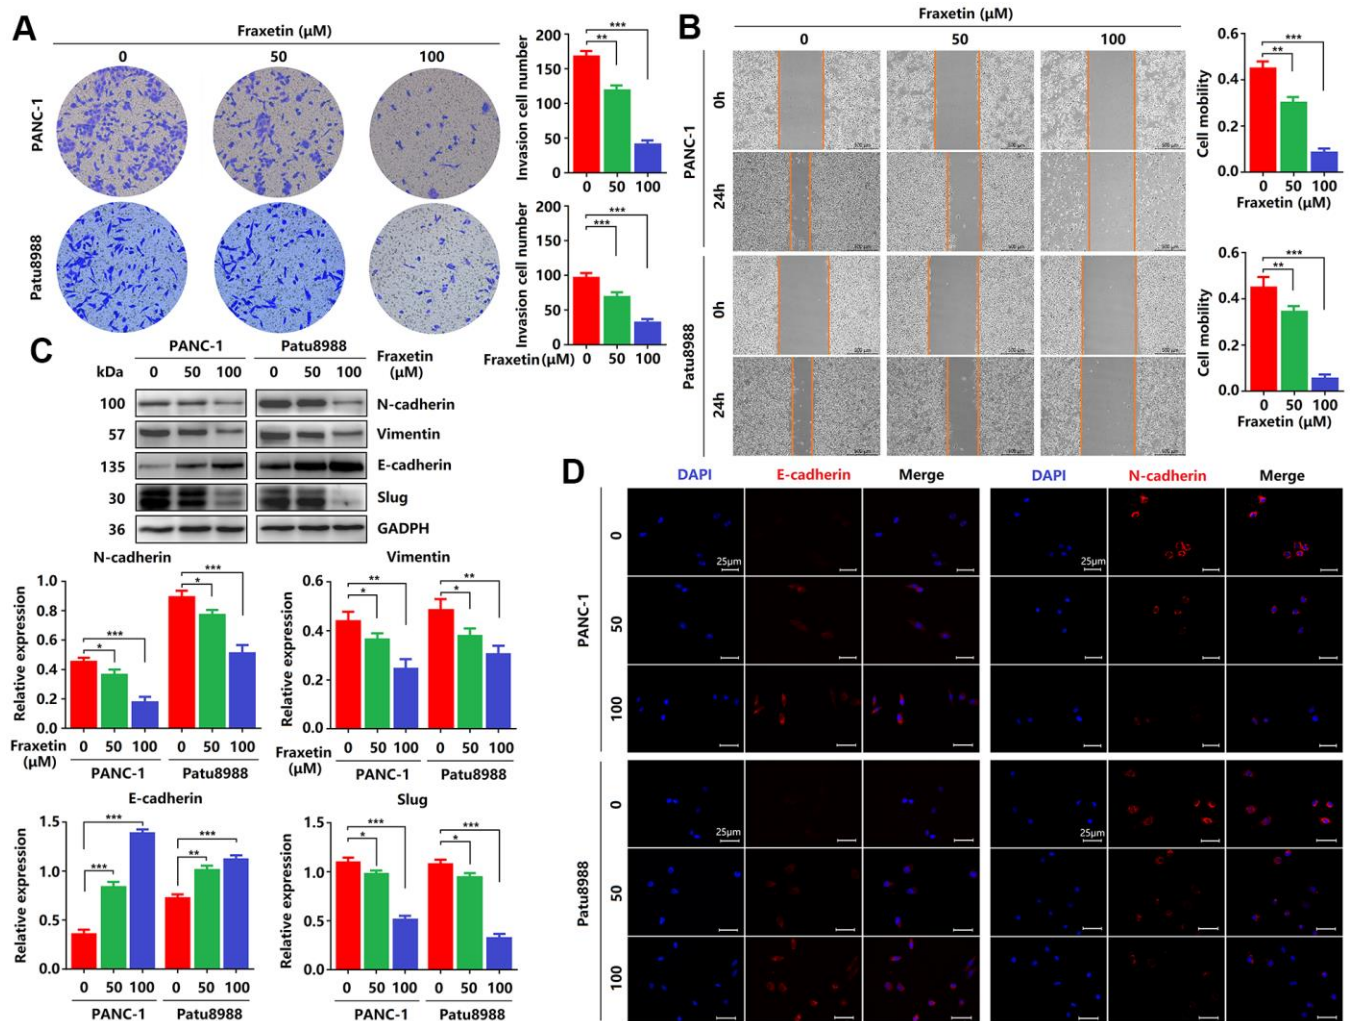 A
Fraxetin (μM)
0 50 100
PANC-1
Patu8988
Invasion cell number
200
150
100
50
0
** ***
0 50 100
Invasion cell number
200
150
100
50
0
*** ***
Fraxetin (μM) 0 50 100
B
Fraxetin (μM)
0 50 100
PANC-1
0h
24h
Patu8988
0h
24h
Cell mobility
0.6
0.4
0.2
0.0
** ***
0 50 100
Fraxetin (μM)
Cell mobility
0.6
0.4
0.2
0.0
** ***
0 50 100
Fraxetin (μM)
C
PANC-1 Patu8988 Fraxetin (μM)
kDa 0 50 100 0 50 100
100 N-cadherin
57 Vimentin
135 E-cadherin
30 Slug
36 GADPH
N-cadherin
Relative expression
1.0
0.8
0.6
0.4
0.2
0.0
* *** * ***
Fraxetin (μM) 0 50 100 0 50 100
PANC-1 Patu8988
Vimentin
Relative expression
0.6
0.4
0.2
0.0
* ** * **
Fraxetin (μM) 0 50 100 0 50 100
PANC-1 Patu8988
E-cadherin
Relative expression
1.5
1.0
0.5
0.0
*** *** ** ***
0 50 100 0 50 100
PANC-1 Patu8988
Slug
Relative expression
1.5
1.0
0.5
0.0
* *** * ***
0 50 100 0 50 100
PANC-1 Patu8988
D
DAPI E-cadherin Merge DAPI N-cadherin Merge
PANC-1
0
25μm 25μm
50
100
Patu8988
0
25μm 25μm
50
100